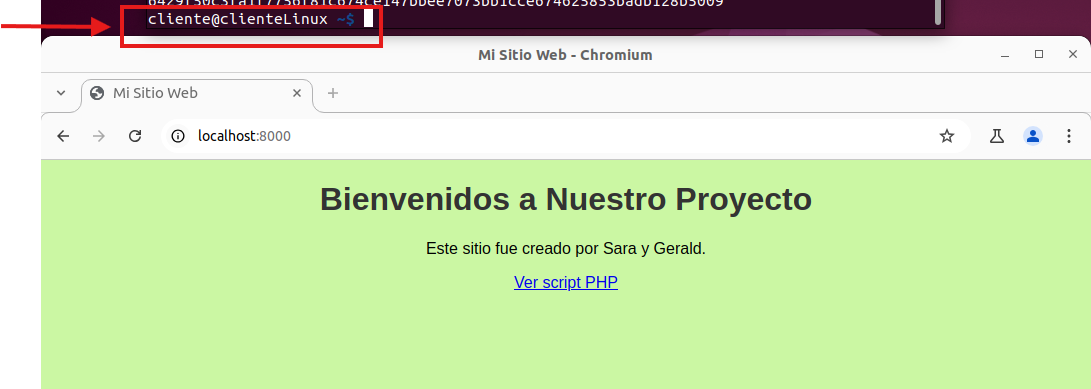 cliente@clienteLinux ~$
Mi Sitio Web - Chromium
Mi Sitio Web
localhost:8000
Bienvenidos a Nuestro Proyecto
Este sitio fue creado por Sara y Gerald.
Ver script PHP